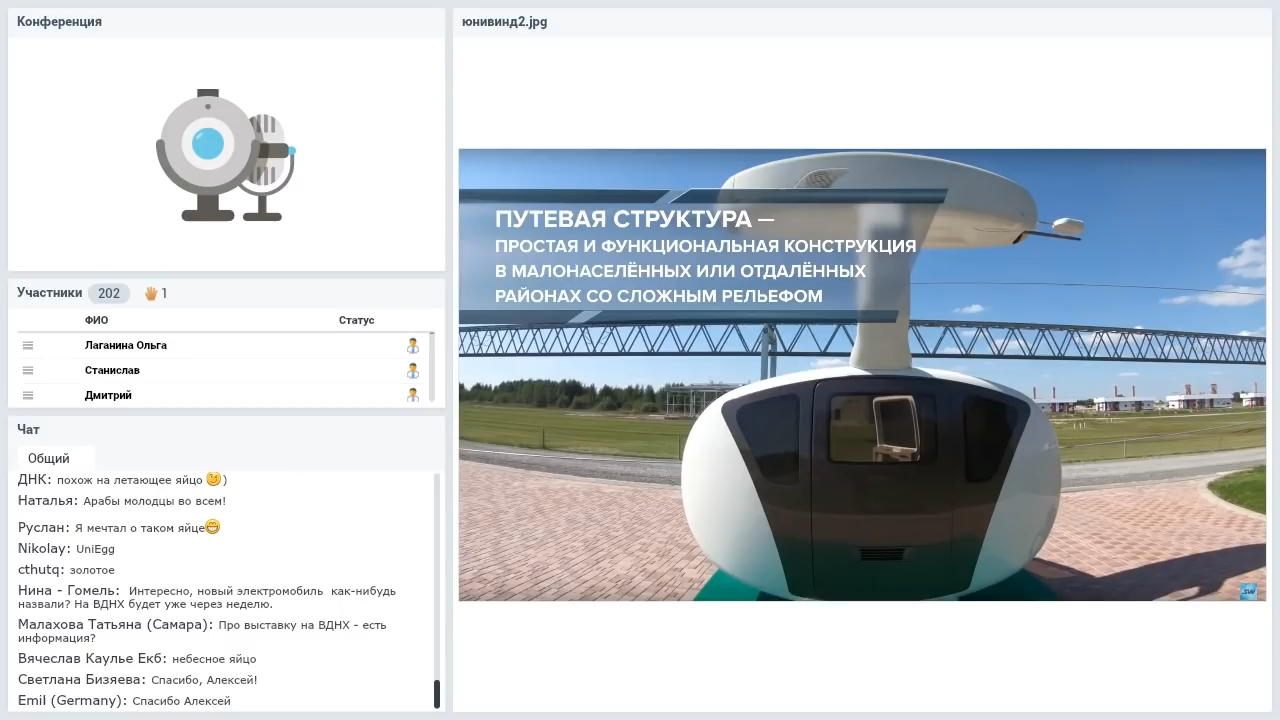 Конференция
Участники 202 1
ФИО Статус
Лаганина Ольга
Станислав
Дмитрий
Чат
Общий
ДНК: похож на летающее яйцо )
Наталья: Арабы молодцы во всем!
Руслан: Я мечтал о таком яйце
Nikolay: UniEgg
cthutq: золотое
Нина - Гомель: Интересно, новый электромобиль как-нибудь
назвали? На ВДНХ будет уже через неделю.
Малахова Татьяна (Самара): Про выставку на ВДНХ - есть
информация?
Вячеслав Каулье Екб: небесное яйцо
Светлана Бизяева: Спасибо, Алексей!
Emil (Germany): Спасибо Алексей
юнивинд2.jpg
ПУТЕВАЯ СТРУКТУРА —
ПРОСТАЯ И ФУНКЦИОНАЛЬНАЯ КОНСТРУКЦИЯ
В МАЛОНАСЕЛЁННЫХ ИЛИ ОТДАЛЁННЫХ
РАЙОНАХ СО СЛОЖНЫМ РЕЛЬЕФОМ
SW